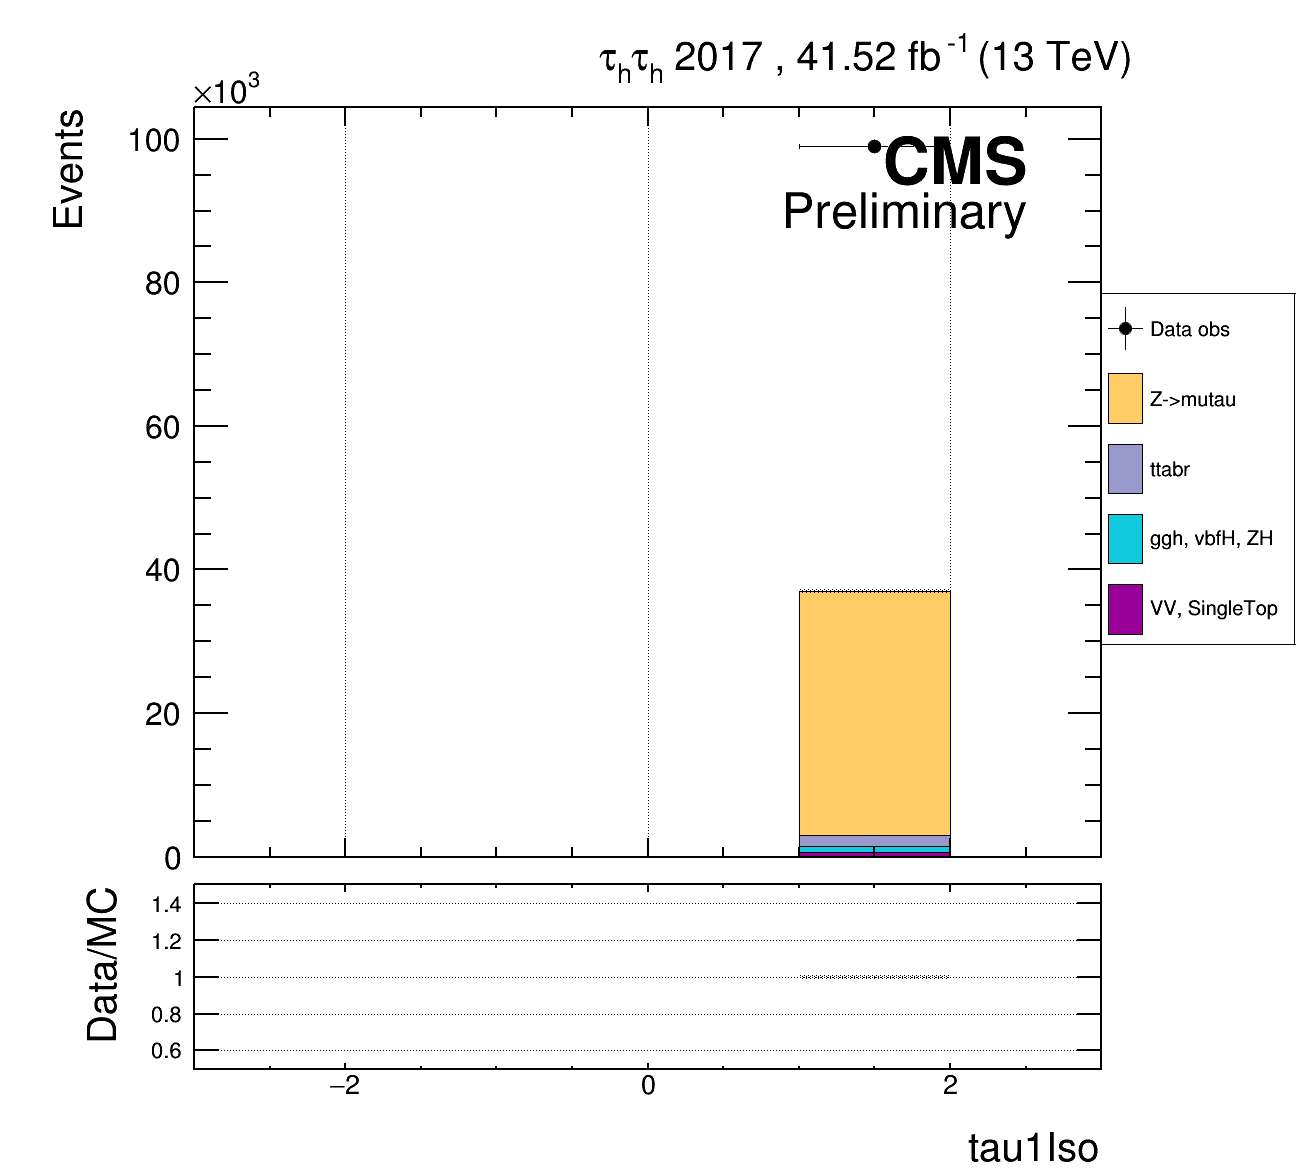 τhτh 2017 , 41.52 fb-1 (13 TeV)
×10³
Events
100
80
60
40
20
0
CMS
Preliminary
Data obs
Z->mutau
ttabr
ggh, vbfH, ZH
VV, SingleTop
Data/MC
1.4
1.2
1
0.8
0.6
−2
0
2
tau1Iso